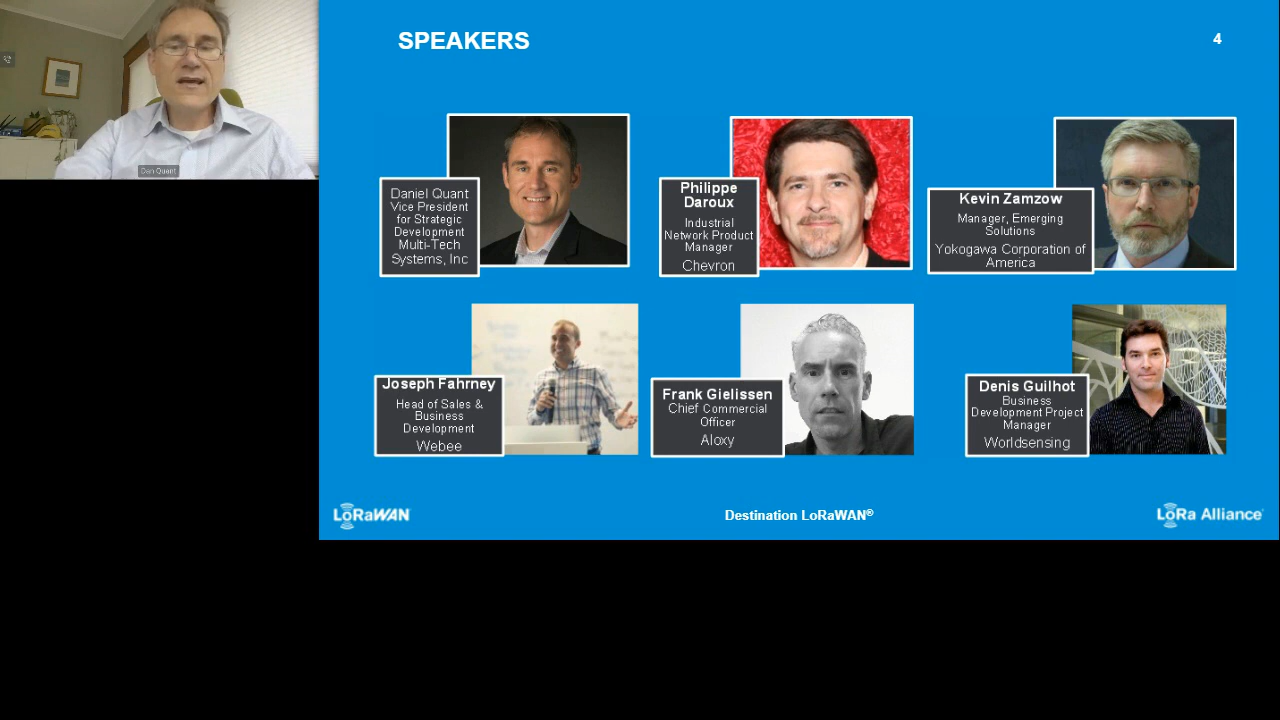 SPEAKERS
4
Dan Quant
Daniel Quant
Vice President
for Strategic
Development
Multi-Tech
Systems, Inc
Philippe
Daroux
Industrial
Network Product
Manager
Chevron
Kevin Zamzow
Manager, Emerging
Solutions
Yokogawa Corporation of
America
Joseph Fahrney
Head of Sales &
Business
Development
Webee
Frank Gielissen
Chief Commercial
Officer
Aloxy
Denis Guilhot
Business
Development Project
Manager
Worldsensing
LoRaWAN
Destination LoRaWAN®
LoRa Alliance